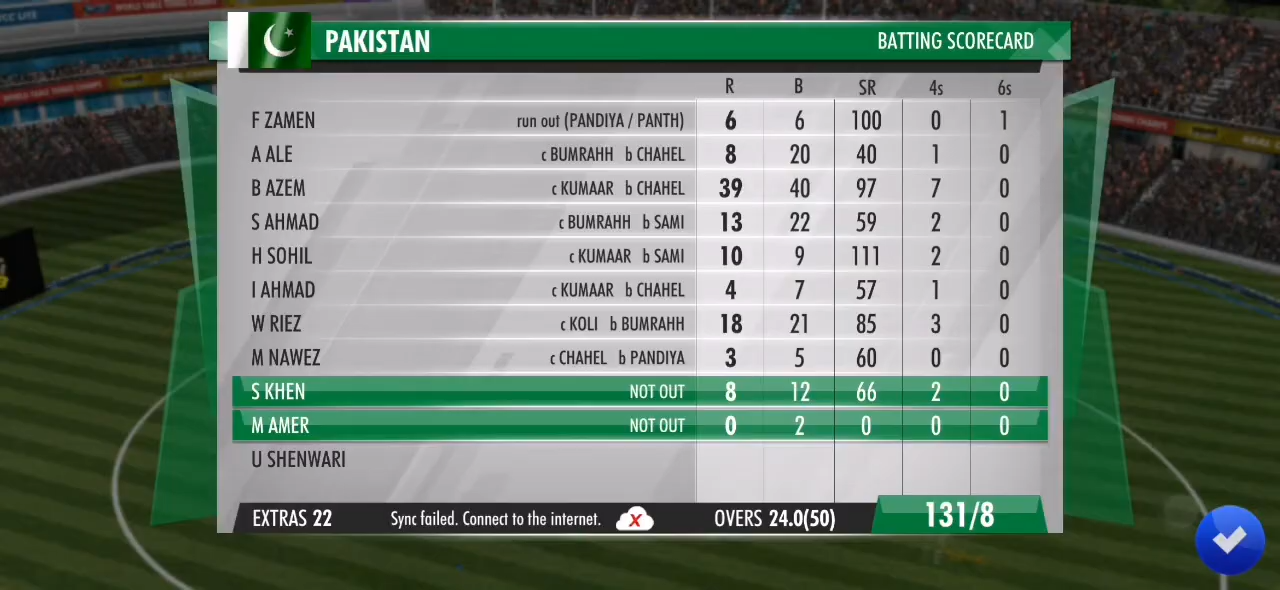 PAKISTAN BATTING SCORECARD
R B SR 4s 6s
F ZAMEN run out (PANDIYA / PANTH) 6 6 100 0 1
A ALE c BUMRAHH b CHAHEL 8 20 40 1 0
B AZEM c KUMAAR b CHAHEL 39 40 97 7 0
S AHMAD c BUMRAHH b SAMI 13 22 59 2 0
H SOHIL c KUMAAR b SAMI 10 9 111 2 0
I AHMAD c KUMAAR b CHAHEL 4 7 57 1 0
W RIEZ c KOLI b BUMRAHH 18 21 85 3 0
M NAWEZ c CHAHEL b PANDIYA 3 5 60 0 0
S KHEN NOT OUT 8 12 66 2 0
M AMER NOT OUT 0 2 0 0 0
U SHENWARI
EXTRAS 22 Sync failed. Connect to the internet. X OVERS 24.0(50) 131/8